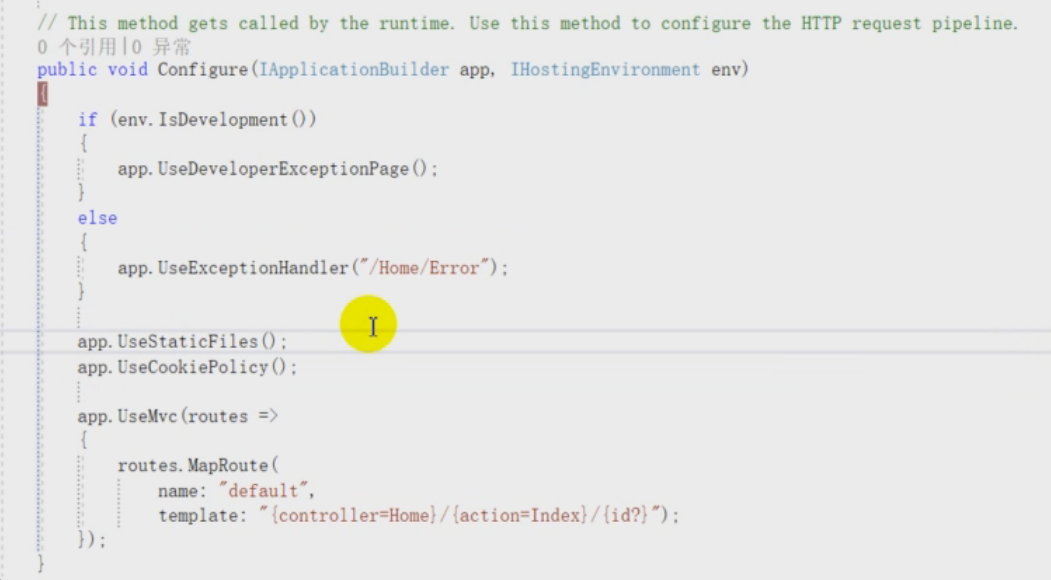 // This method gets called by the runtime. Use this method to configure the HTTP request pipeline.
0 个引用|0 异常
public void Configure(IApplicationBuilder app, IHostingEnvironment env)
{
    if (env.IsDevelopment())
    {
        app.UseDeveloperExceptionPage();
    }
    else
    {
        app.UseExceptionHandler("/Home/Error");
    }
    app.UseStaticFiles();
    app.UseCookiePolicy();
    app.UseMvc(routes =>
    {
        routes.MapRoute(
            name: "default",
            template: "{controller=Home}/{action=Index}/{id?}");
    });
}